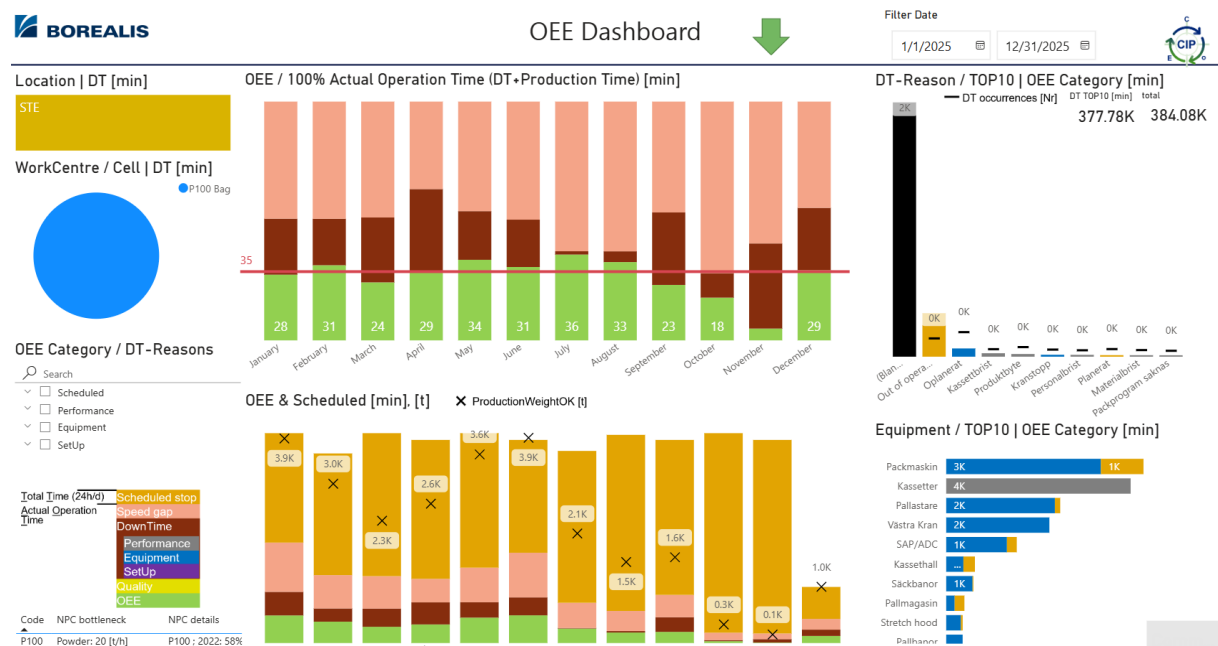 BOREALIS
OEE Dashboard
Filter Date
1/1/2025
12/31/2025
C
CIP
E
O
Location | DT [min]
STE
WorkCentre / Cell | DT [min]
P100 Bag
OEE Category / DT-Reasons
Search
Scheduled
Performance
Equipment
SetUp
Total Time (24h/d)
Actual Operation
Time
Scheduled stop
Speed gap
DownTime
Performance
Equipment
SetUp
Quality
OEE
Code NPC bottleneck NPC details
P100 Powder: 20 [t/h] P100 : 2022: 58%
OEE / 100% Actual Operation Time (DT+Production Time) [min]
35
28 31 24 29 34 31 36 33 23 18 29
January February March April May June July August September October November December
OEE & Scheduled [min], [t]
ProductionWeightOK [t]
3.9K 3.0K 2.3K 2.6K 3.6K 3.9K 2.1K 1.5K 1.6K 0.3K 0.1K 1.0K
DT-Reason / TOP10 | OEE Category [min]
DT occurrences [Nr]
DT TOP10 [min] total
377.78K 384.08K
2K 0K 0K 0K 0K 0K 0K 0K 0K 0K
(Blan... Out of opera... Oplanerat Kassettbrist Produktbyte Kranstopp Personalbrist Planerat Materialbrist Packprogram saknas
Equipment / TOP10 | OEE Category [min]
Packmaskin 3K 1K
Kassetter 4K
Pallastare 2K
Västra Kran 2K
SAP/ADC 1K
Kassethall ...
Säckbanor 1K
Pallmagasin
Stretch hood
Pallbanor